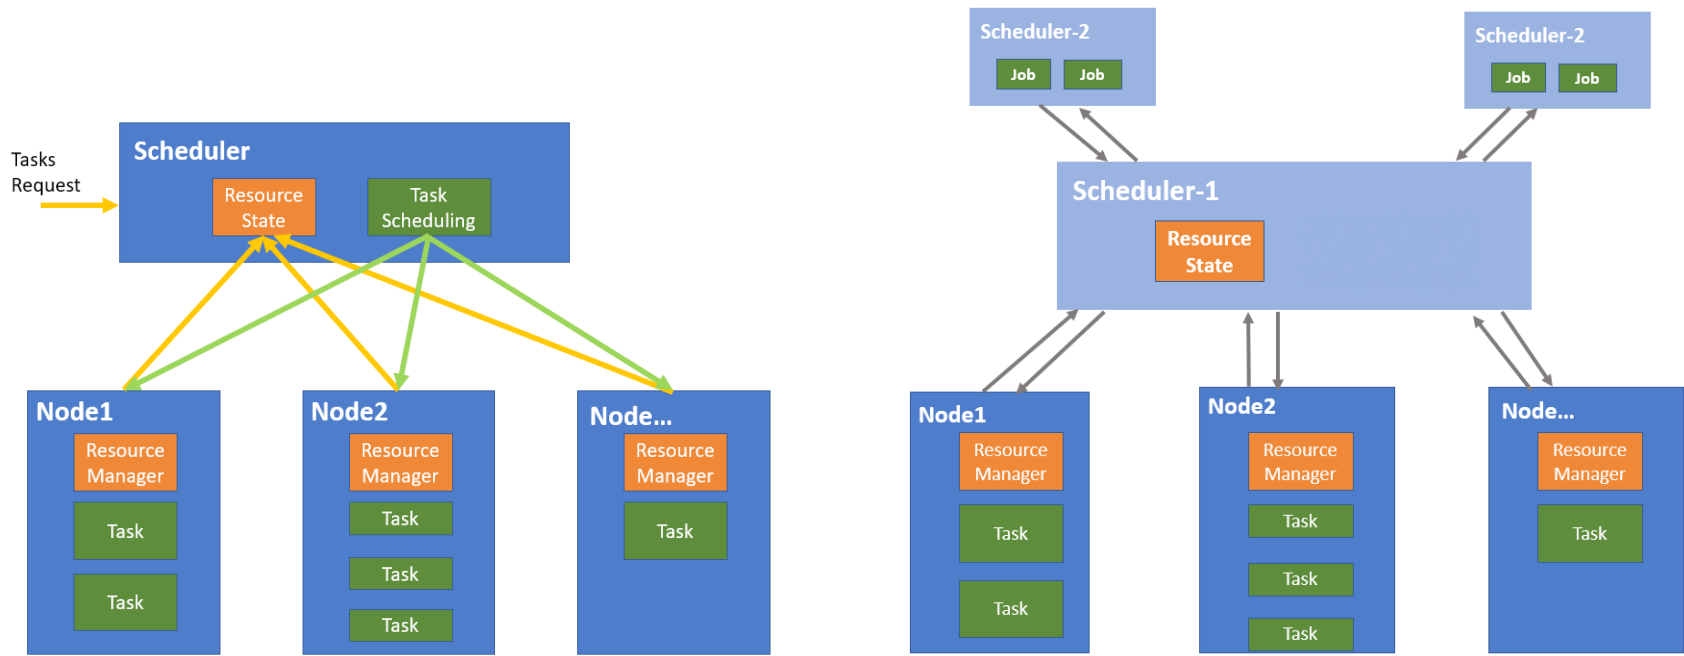 Tasks
Request
Scheduler
Resource
State
Task
Scheduling
Node1
Resource
Manager
Task
Task
Node2
Resource
Manager
Task
Task
Task
Node...
Resource
Manager
Task
Scheduler-2
Job
Job
Scheduler-2
Job
Job
Scheduler-1
Resource
State
Node1
Resource
Manager
Task
Task
Node2
Resource
Manager
Task
Task
Task
Node...
Resource
Manager
Task